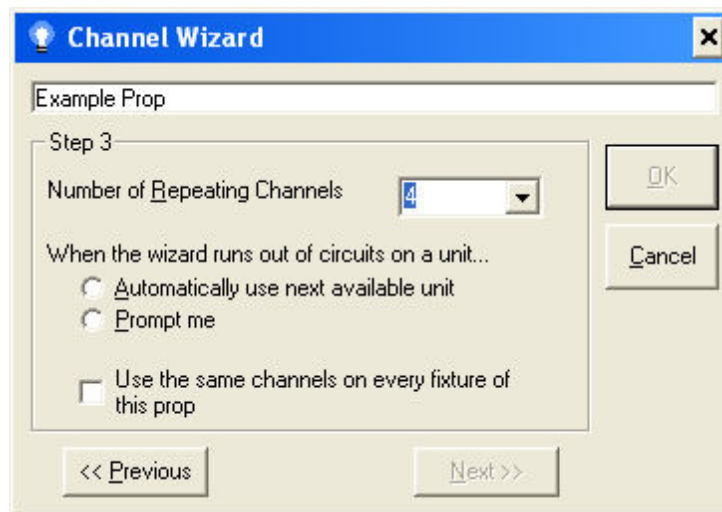 Channel Wizard
Example Prop
Step 3
Number of Repeating Channels
4
OK
When the wizard runs out of circuits on a unit...
Cancel
Automatically use next available unit
Prompt me
Use the same channels on every fixture of
this prop
<< Previous
Next >>